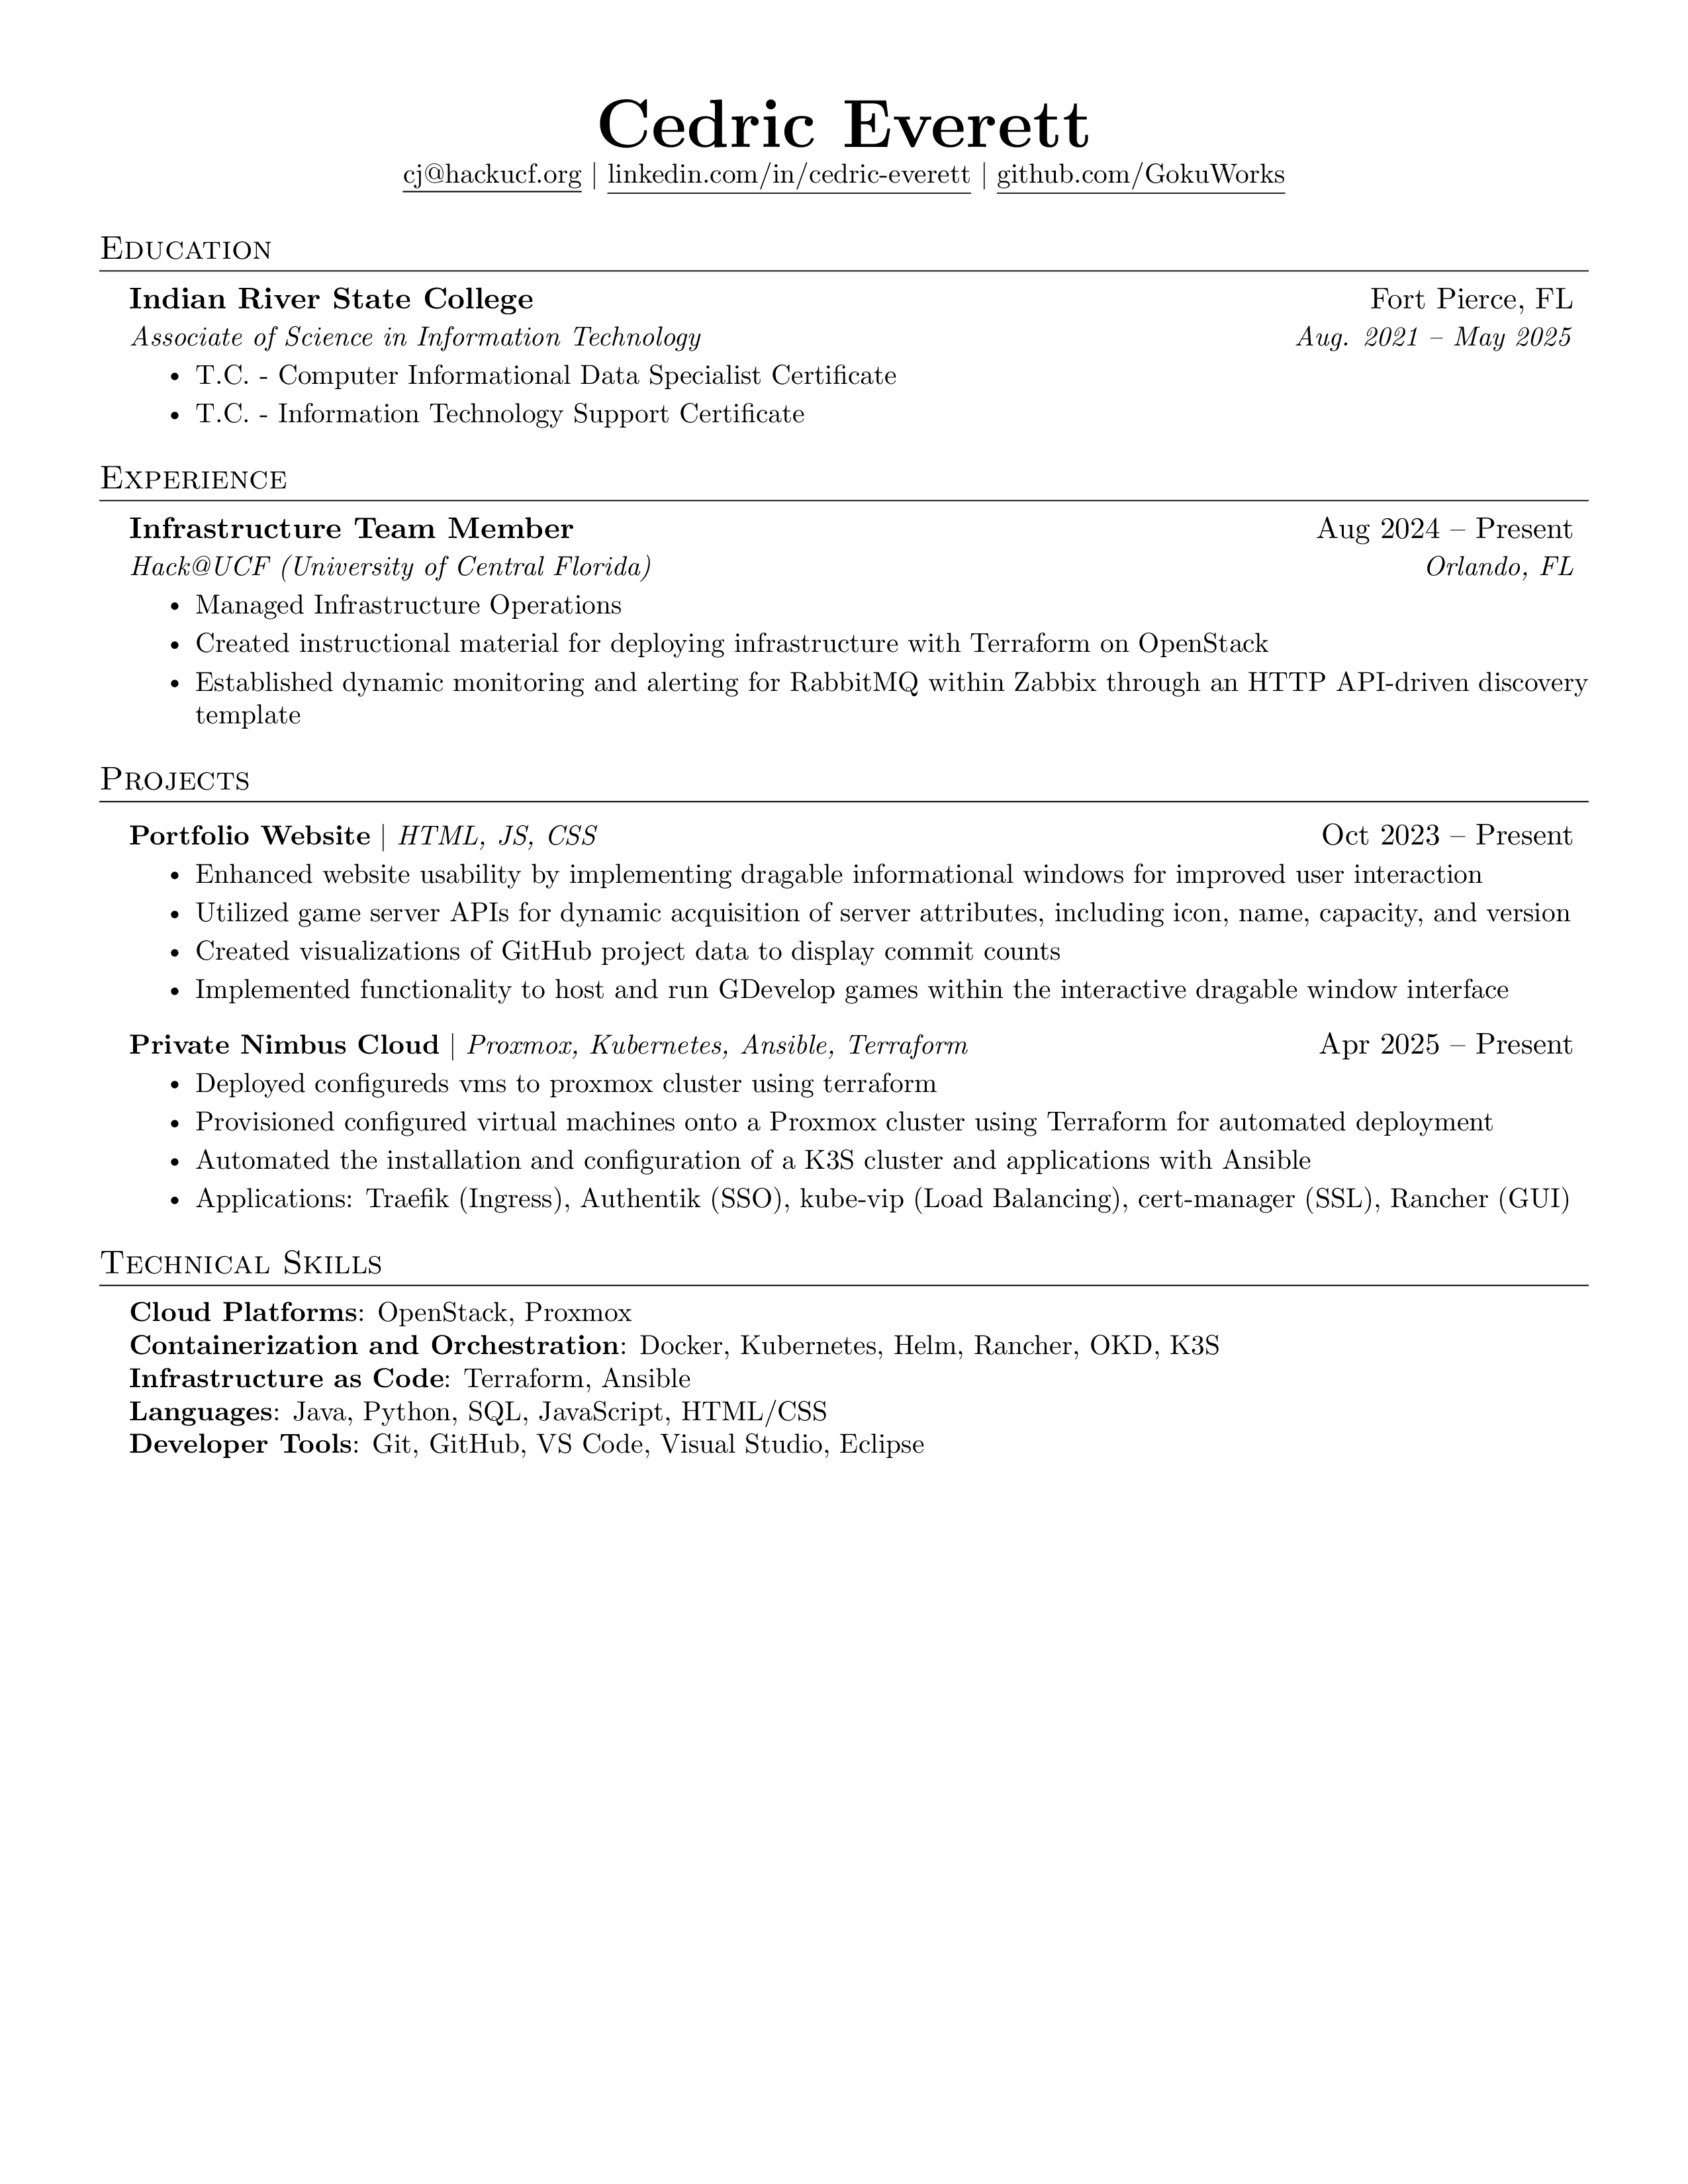 Cedric Everett
cj@hackucf.org | linkedin.com/in/cedric-everett | github.com/GokuWorks
Education
Indian River State College Fort Pierce, FL
Associate of Science in Information Technology Aug. 2021 – May 2025
• T.C. - Computer Informational Data Specialist Certificate
• T.C. - Information Technology Support Certificate
Experience
Infrastructure Team Member Aug 2024 – Present
Hack@UCF (University of Central Florida) Orlando, FL
• Managed Infrastructure Operations
• Created instructional material for deploying infrastructure with Terraform on OpenStack
• Established dynamic monitoring and alerting for RabbitMQ within Zabbix through an HTTP API-driven discovery
template
Projects
Portfolio Website | HTML, JS, CSS Oct 2023 – Present
• Enhanced website usability by implementing dragable informational windows for improved user interaction
• Utilized game server APIs for dynamic acquisition of server attributes, including icon, name, capacity, and version
• Created visualizations of GitHub project data to display commit counts
• Implemented functionality to host and run GDevelop games within the interactive dragable window interface
Private Nimbus Cloud | Proxmox, Kubernetes, Ansible, Terraform Apr 2025 – Present
• Deployed configureds vms to proxmox cluster using terraform
• Provisioned configured virtual machines onto a Proxmox cluster using Terraform for automated deployment
• Automated the installation and configuration of a K3S cluster and applications with Ansible
• Applications: Traefik (Ingress), Authentik (SSO), kube-vip (Load Balancing), cert-manager (SSL), Rancher (GUI)
Technical Skills
Cloud Platforms: OpenStack, Proxmox
Containerization and Orchestration: Docker, Kubernetes, Helm, Rancher, OKD, K3S
Infrastructure as Code: Terraform, Ansible
Languages: Java, Python, SQL, JavaScript, HTML/CSS
Developer Tools: Git, GitHub, VS Code, Visual Studio, Eclipse